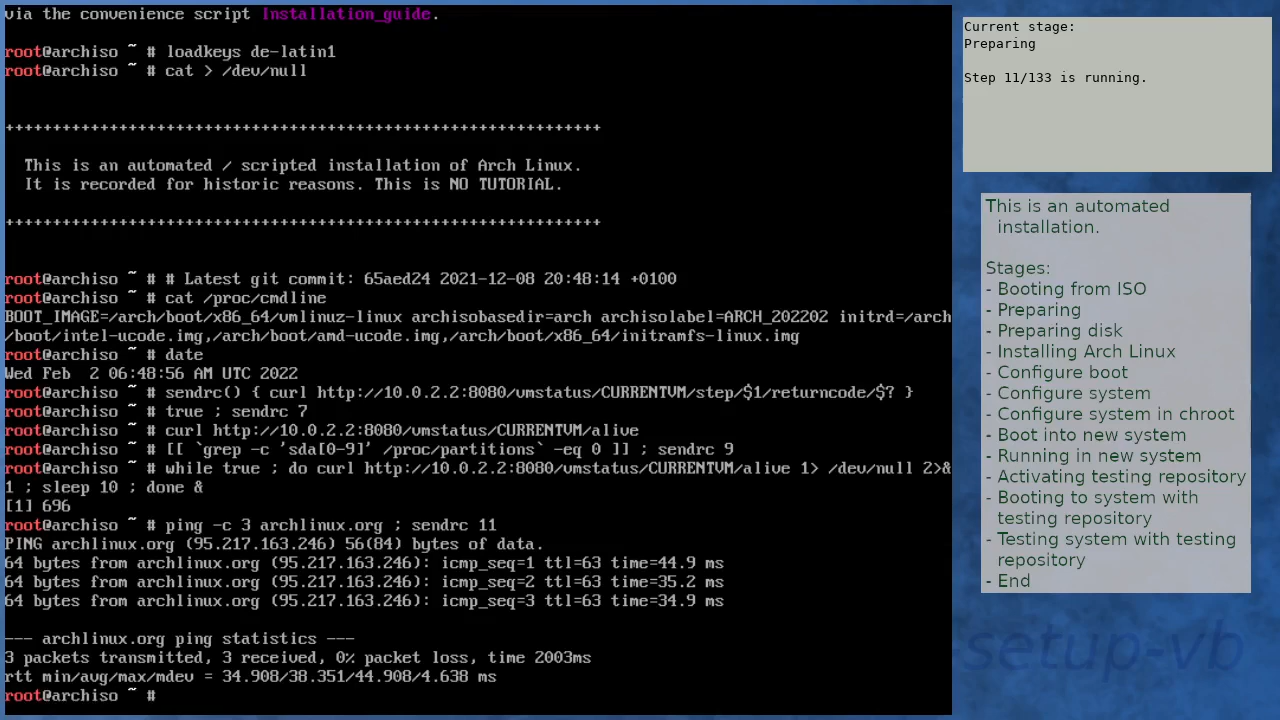 via the convenience script Installation_guide.
root@archiso ~ # loadkeys de-latin1
root@archiso ~ # cat > /dev/null
+++++++++++++++++++++++++++++++++++++++++++++++++++++++++++++++
This is an automated / scripted installation of Arch Linux.
It is recorded for historic reasons. This is NO TUTORIAL.
+++++++++++++++++++++++++++++++++++++++++++++++++++++++++++++++
root@archiso ~ # # Latest git commit: 65aed24 2021-12-08 20:48:14 +0100
root@archiso ~ # cat /proc/cmdline
BOOT_IMAGE=/arch/boot/x86_64/vmlinuz-linux archisobasedir=arch archisolabel=ARCH_202202 initrd=/arch
/boot/intel-ucode.img,/arch/boot/amd-ucode.img,/arch/boot/x86_64/initramfs-linux.img
root@archiso ~ # date
Wed Feb  2 06:48:56 AM UTC 2022
root@archiso ~ # sendrc() { curl http://10.0.2.2:8080/vmstatus/CURRENTVM/step/$1/returncode/$? }
root@archiso ~ # true ; sendrc 7
root@archiso ~ # curl http://10.0.2.2:8080/vmstatus/CURRENTVM/alive
root@archiso ~ # [[ `grep -c 'sda[0-9]' /proc/partitions` -eq 0 ]] ; sendrc 9
root@archiso ~ # while true ; do curl http://10.0.2.2:8080/vmstatus/CURRENTVM/alive 1> /dev/null 2>&
1 ; sleep 10 ; done &
[1] 696
root@archiso ~ # ping -c 3 archlinux.org ; sendrc 11
PING archlinux.org (95.217.163.246) 56(84) bytes of data.
64 bytes from archlinux.org (95.217.163.246): icmp_seq=1 ttl=63 time=44.9 ms
64 bytes from archlinux.org (95.217.163.246): icmp_seq=2 ttl=63 time=35.2 ms
64 bytes from archlinux.org (95.217.163.246): icmp_seq=3 ttl=63 time=34.9 ms
--- archlinux.org ping statistics ---
3 packets transmitted, 3 received, 0% packet loss, time 2003ms
rtt min/avg/max/mdev = 34.908/38.351/44.908/4.638 ms
root@archiso ~ #
Current stage:
Preparing
Step 11/133 is running.
This is an automated
installation.
Stages:
- Booting from ISO
- Preparing
- Preparing disk
- Installing Arch Linux
- Configure boot
- Configure system
- Configure system in chroot
- Boot into new system
- Running in new system
- Activating testing repository
- Booting to system with
testing repository
- Testing system with testing
repository
- End
setup-vb